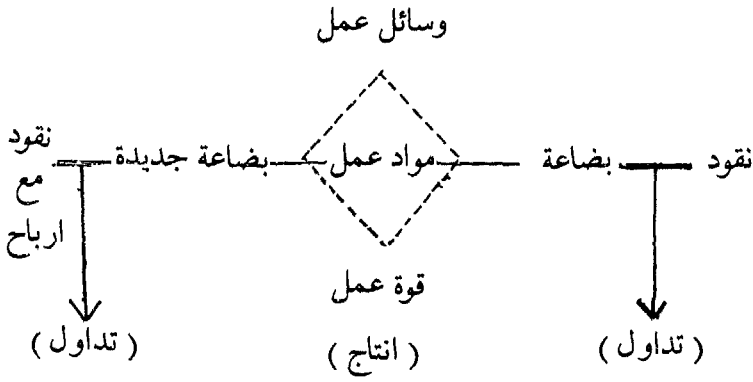 وسائل عمل
نقود
بضاعة
مواد عمل
بضاعة جديدة
نقود
مع
ارباح
قوة عمل
( تداول )
( انتاج )
( تداول )